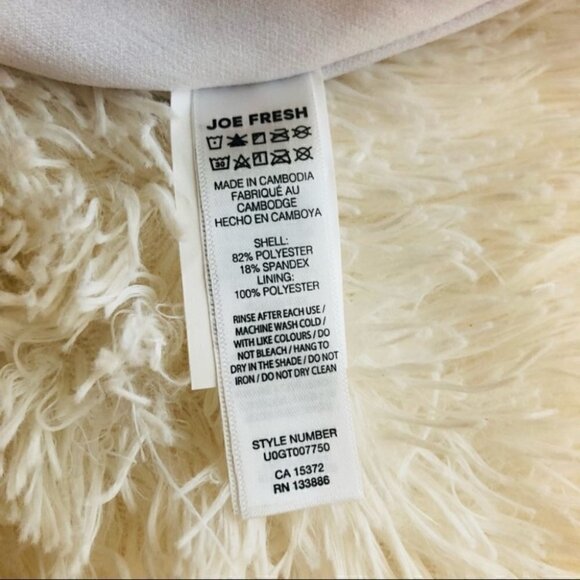 JOE FRESH
30
MADE IN CAMBODIA
FABRIQUÉ AU
CAMBODGE
HECHO EN CAMBOYA
SHELL:
82% POLYESTER
18% SPANDEX
LINING:
100% POLYESTER
RINSE AFTER EACH USE /
MACHINE WASH COLD /
WITH LIKE COLOURS / DO
NOT BLEACH / HANG TO
DRY IN THE SHADE / DO NOT
IRON / DO NOT DRY CLEAN
STYLE NUMBER
U0GT007750
CA 15372
RN 133886